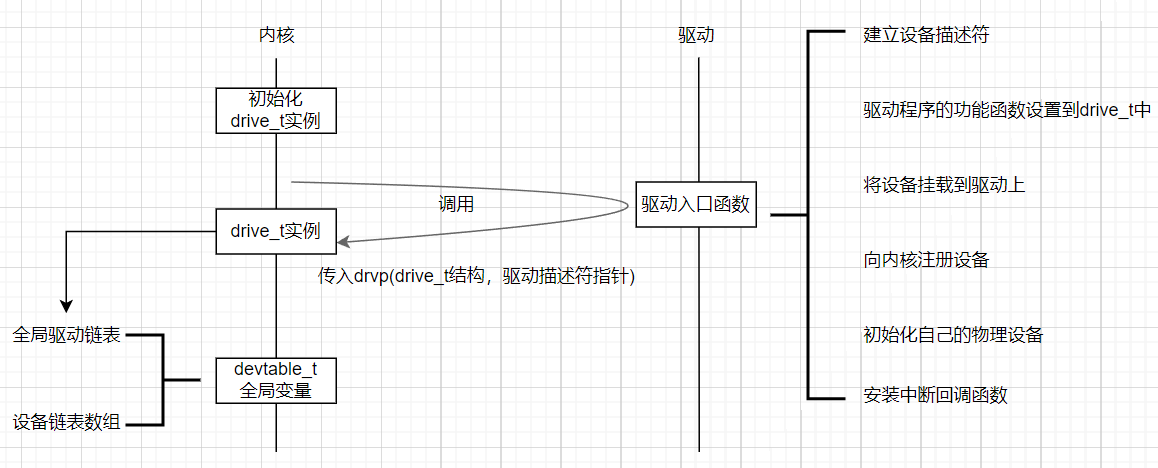 内核
初始化
drive_t实例
调用
drive_t实例
传入drvp(drive_t结构，驱动描述符指针)
全局驱动链表
devtable_t
全局变量
设备链表数组
驱动
驱动入口函数
建立设备描述符
驱动程序的功能函数设置到drive_t中
将设备挂载到驱动上
向内核注册设备
初始化自己的物理设备
安装中断回调函数